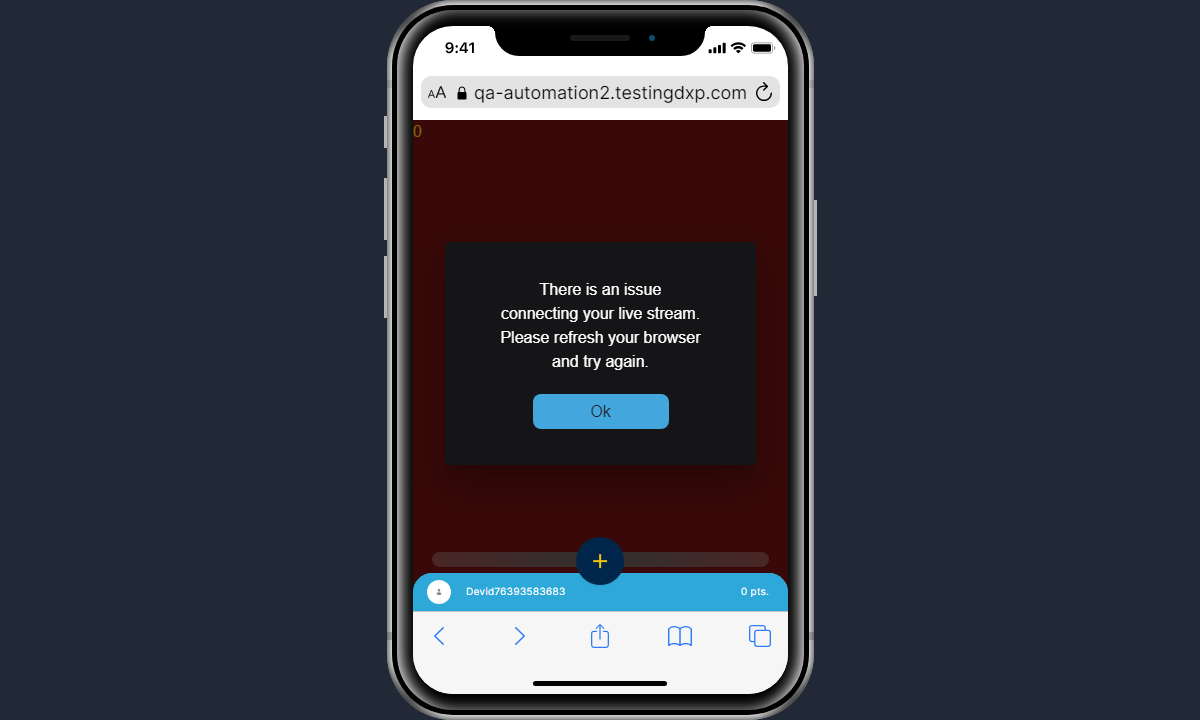 9:41
AA
qa-automation2.testingdxp.com
0
There is an issue
connecting your live stream.
Please refresh your browser
and try again.
Ok
+
Devid76393583683
0 pts.